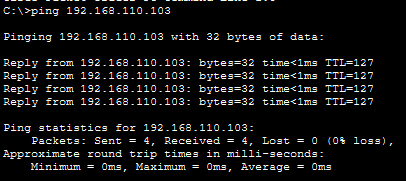 C:\>ping 192.168.110.103
Pinging 192.168.110.103 with 32 bytes of data:
Reply from 192.168.110.103: bytes=32 time<1ms TTL=127
Reply from 192.168.110.103: bytes=32 time<1ms TTL=127
Reply from 192.168.110.103: bytes=32 time<1ms TTL=127
Reply from 192.168.110.103: bytes=32 time<1ms TTL=127
Ping statistics for 192.168.110.103:
    Packets: Sent = 4, Received = 4, Lost = 0 (0% loss),
Approximate round trip times in milli-seconds:
    Minimum = 0ms, Maximum = 0ms, Average = 0ms